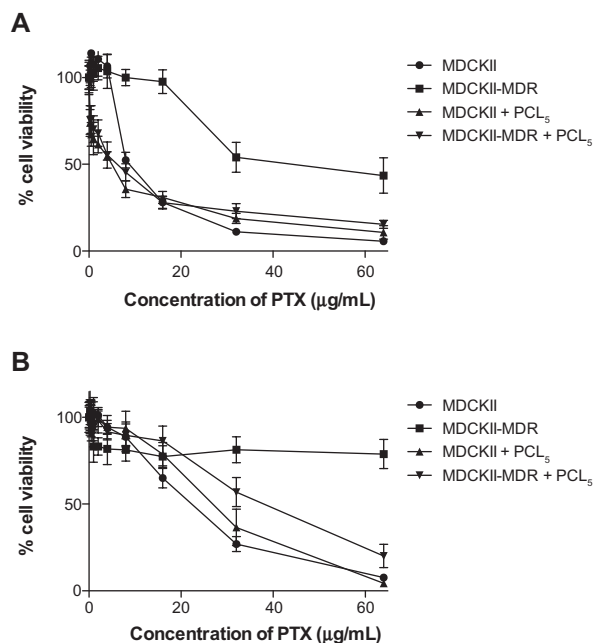 A
% cell viability
100
50
0
0
20
40
60
Concentration of PTX (µg/mL)
MDCKII
MDCKII-MDR
MDCKII + PCL₅
MDCKII-MDR + PCL₅
B
% cell viability
100
50
0
0
20
40
60
Concentration of PTX (µg/mL)
MDCKII
MDCKII-MDR
MDCKII + PCL₅
MDCKII-MDR + PCL₅